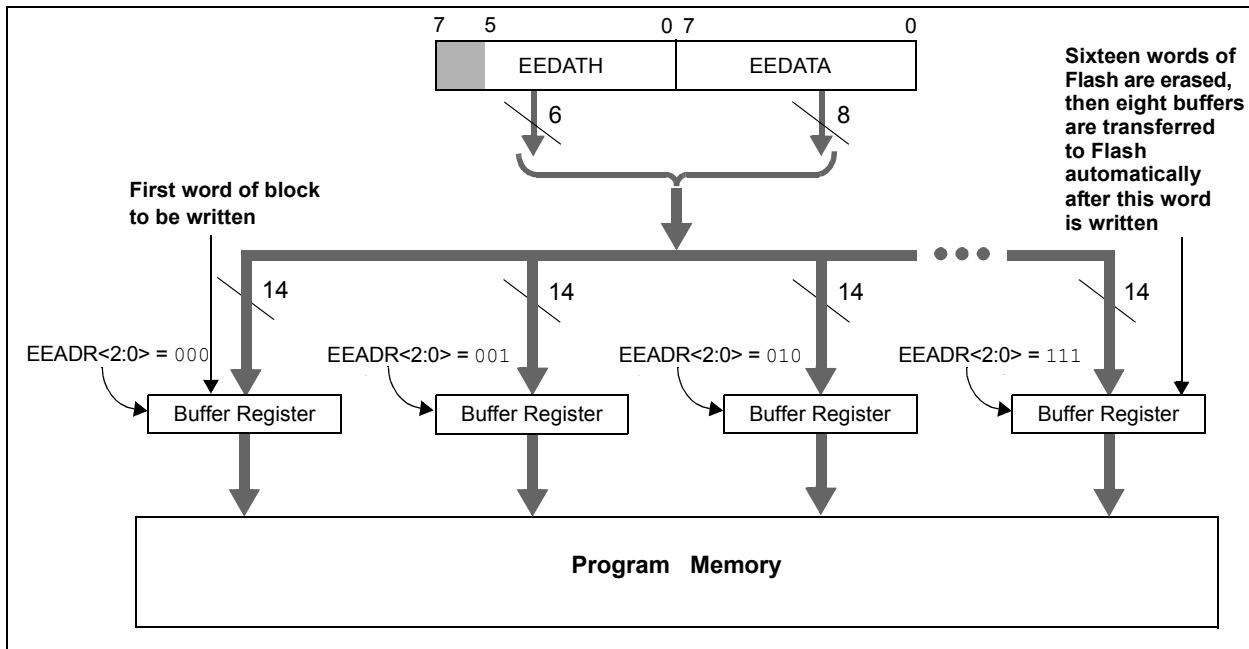 7 5 0 7 0
EEDATH EEDATA
6 8
Sixteen words of
Flash are erased,
then eight buffers
are transferred
to Flash
automatically
after this word
is written
First word of block
to be written
14 14 14 14
EEADR<2:0> = 000 EEADR<2:0> = 001 EEADR<2:0> = 010 EEADR<2:0> = 111
Buffer Register Buffer Register Buffer Register Buffer Register
Program Memory